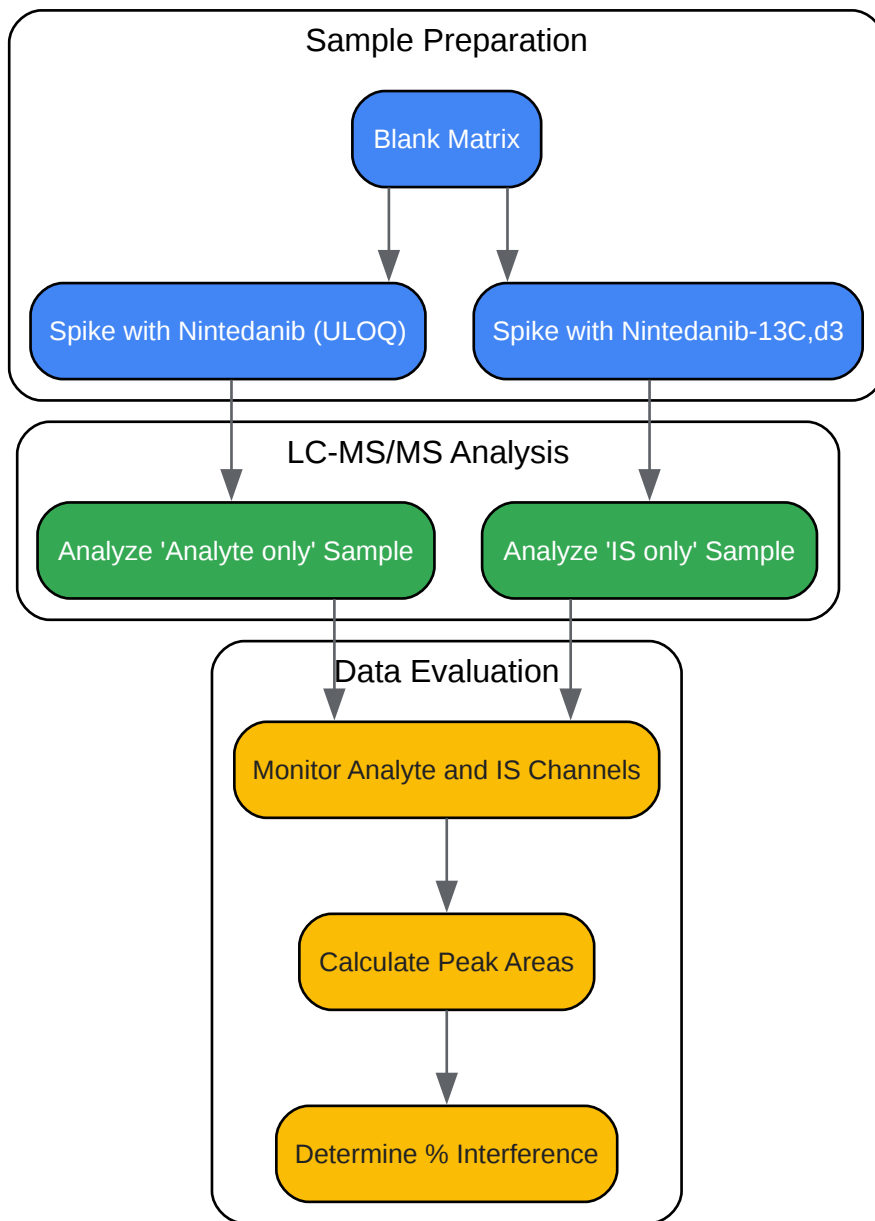 Sample Preparation
Blank Matrix
Spike with Nintedanib (ULOQ)
Spike with Nintedanib-13C,d3
LC-MS/MS Analysis
Analyze 'Analyte only' Sample
Analyze 'IS only' Sample
Data Evaluation
Monitor Analyte and IS Channels
Calculate Peak Areas
Determine % Interference